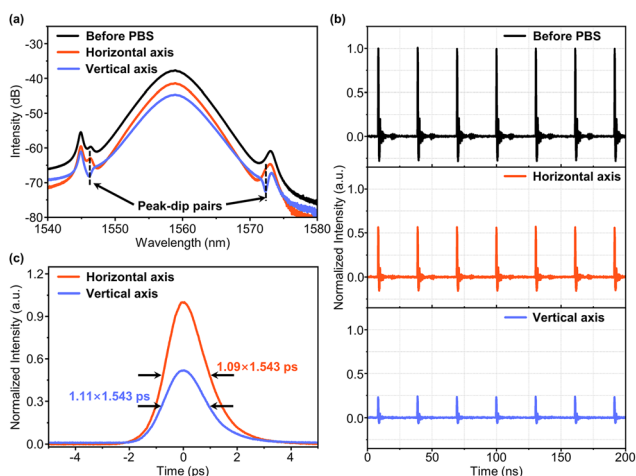 (a)
Before PBS
Horizontal axis
Vertical axis
Peak-dip pairs
-30
-40
-50
-60
-70
-80
1540 1550 1560 1570 1580
Intensity (dB)
Wavelength (nm)
(b)
Before PBS
1.0
0.5
0.0
Horizontal axis
1.0
0.5
0.0
Vertical axis
1.0
0.5
0.0
0 50 100 150 200
Normalized Intensity (a.u.)
Time (ns)
(c)
Horizontal axis
Vertical axis
1.09×1.543 ps
1.11×1.543 ps
1.2
0.9
0.6
0.3
0.0
-4 -2 0 2 4
Normalized Intensity (a.u.)
Time (ps)